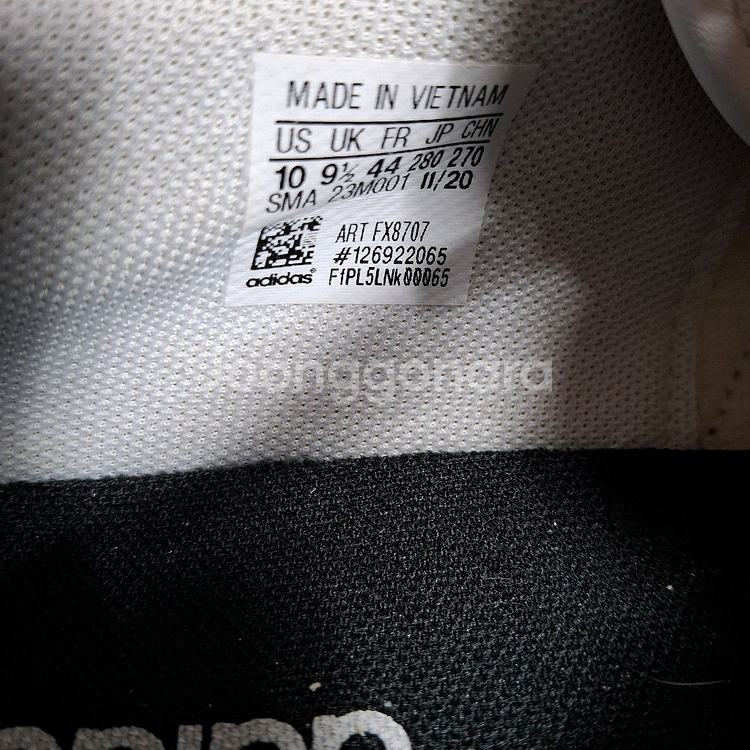 MADE IN VIETNAM
US UK FR JP CHN
10 9½ 44 280 270
SMA 23M001 11/20
ART FX8707
#126922065
adidas® F1PL5LNk00065
joonggonara